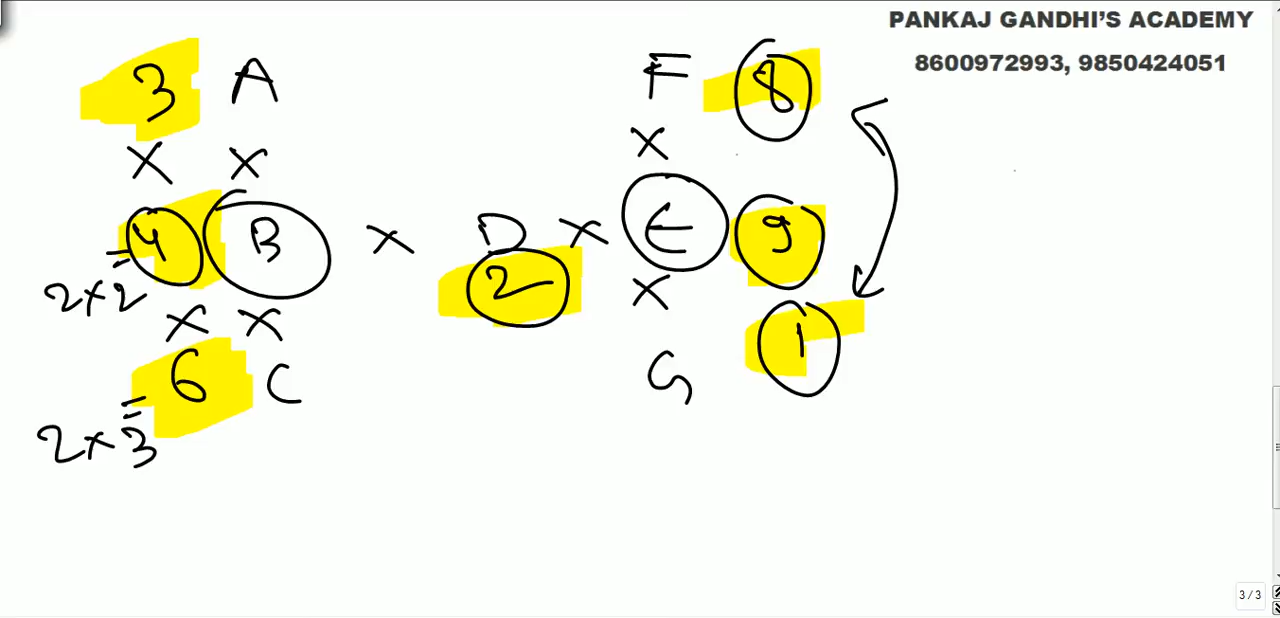 PANKAJ GANDHI'S ACADEMY
8600972993, 9850424051
3 A F 8
x x x
4 B x D x E 9
= 2x2 2 x
x x 1
6 C G
= 2x3
3/3